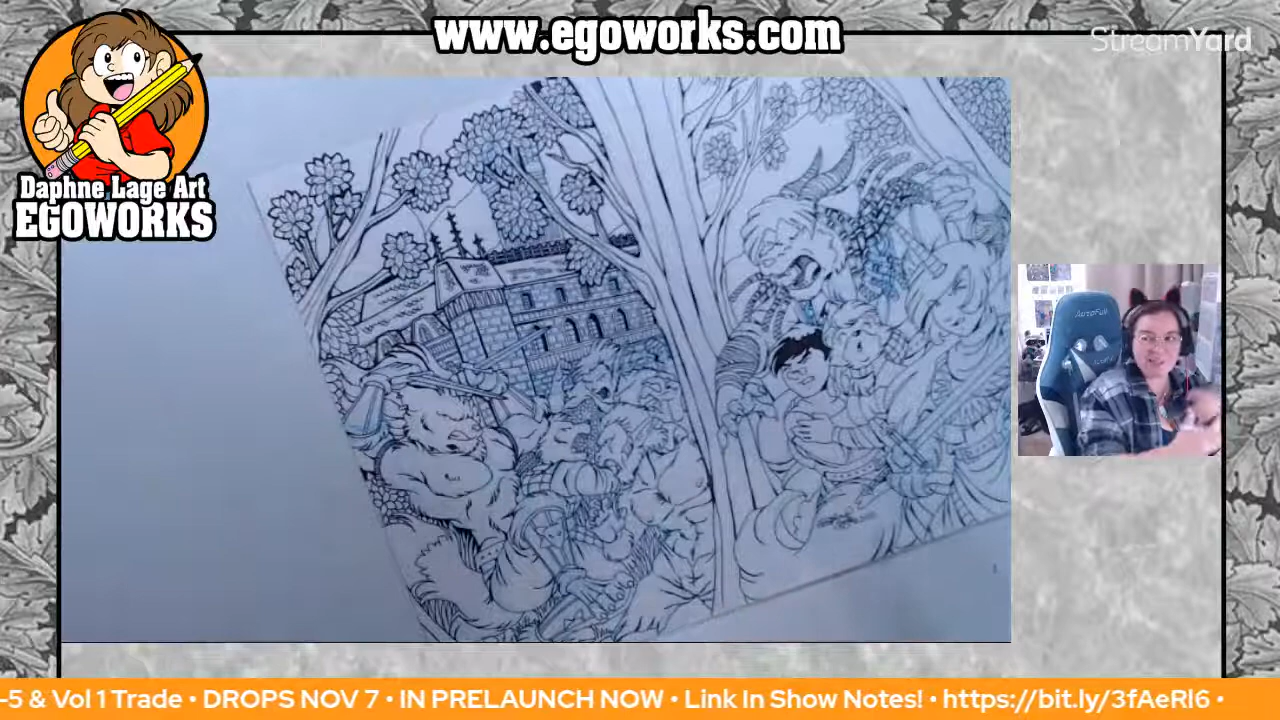 www.egoworks.com
StreamYard
Daphne Lage Art
EGOWORKS
-5 & Vol 1 Trade • DROPS NOV 7 • IN PRELAUNCH NOW • Link In Show Notes! • https://bit.ly/3fAeRl6 •